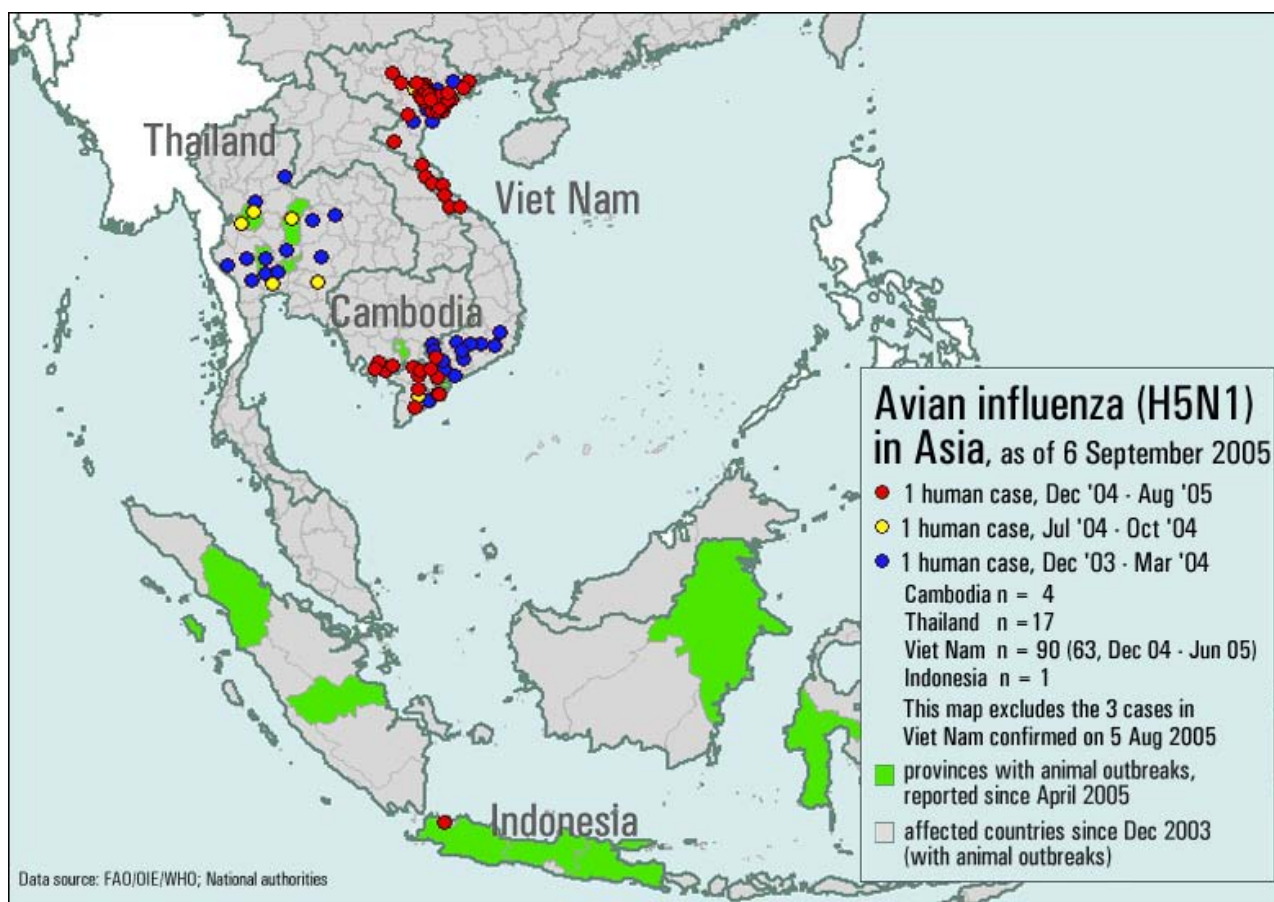 Thailand
Viet Nam
Cambodia
Indonesia
Avian influenza (H5N1)
in Asia, as of 6 September 2005
1 human case, Dec '04 - Aug '05
1 human case, Jul '04 - Oct '04
1 human case, Dec '03 - Mar '04
Cambodia n = 4
Thailand n = 17
Viet Nam n = 90 (63, Dec 04 - Jun 05)
Indonesia n = 1
This map excludes the 3 cases in
Viet Nam confirmed on 5 Aug 2005
provinces with animal outbreaks,
reported since April 2005
affected countries since Dec 2003
(with animal outbreaks)
Data source: FAO/OIE/WHO; National authorities